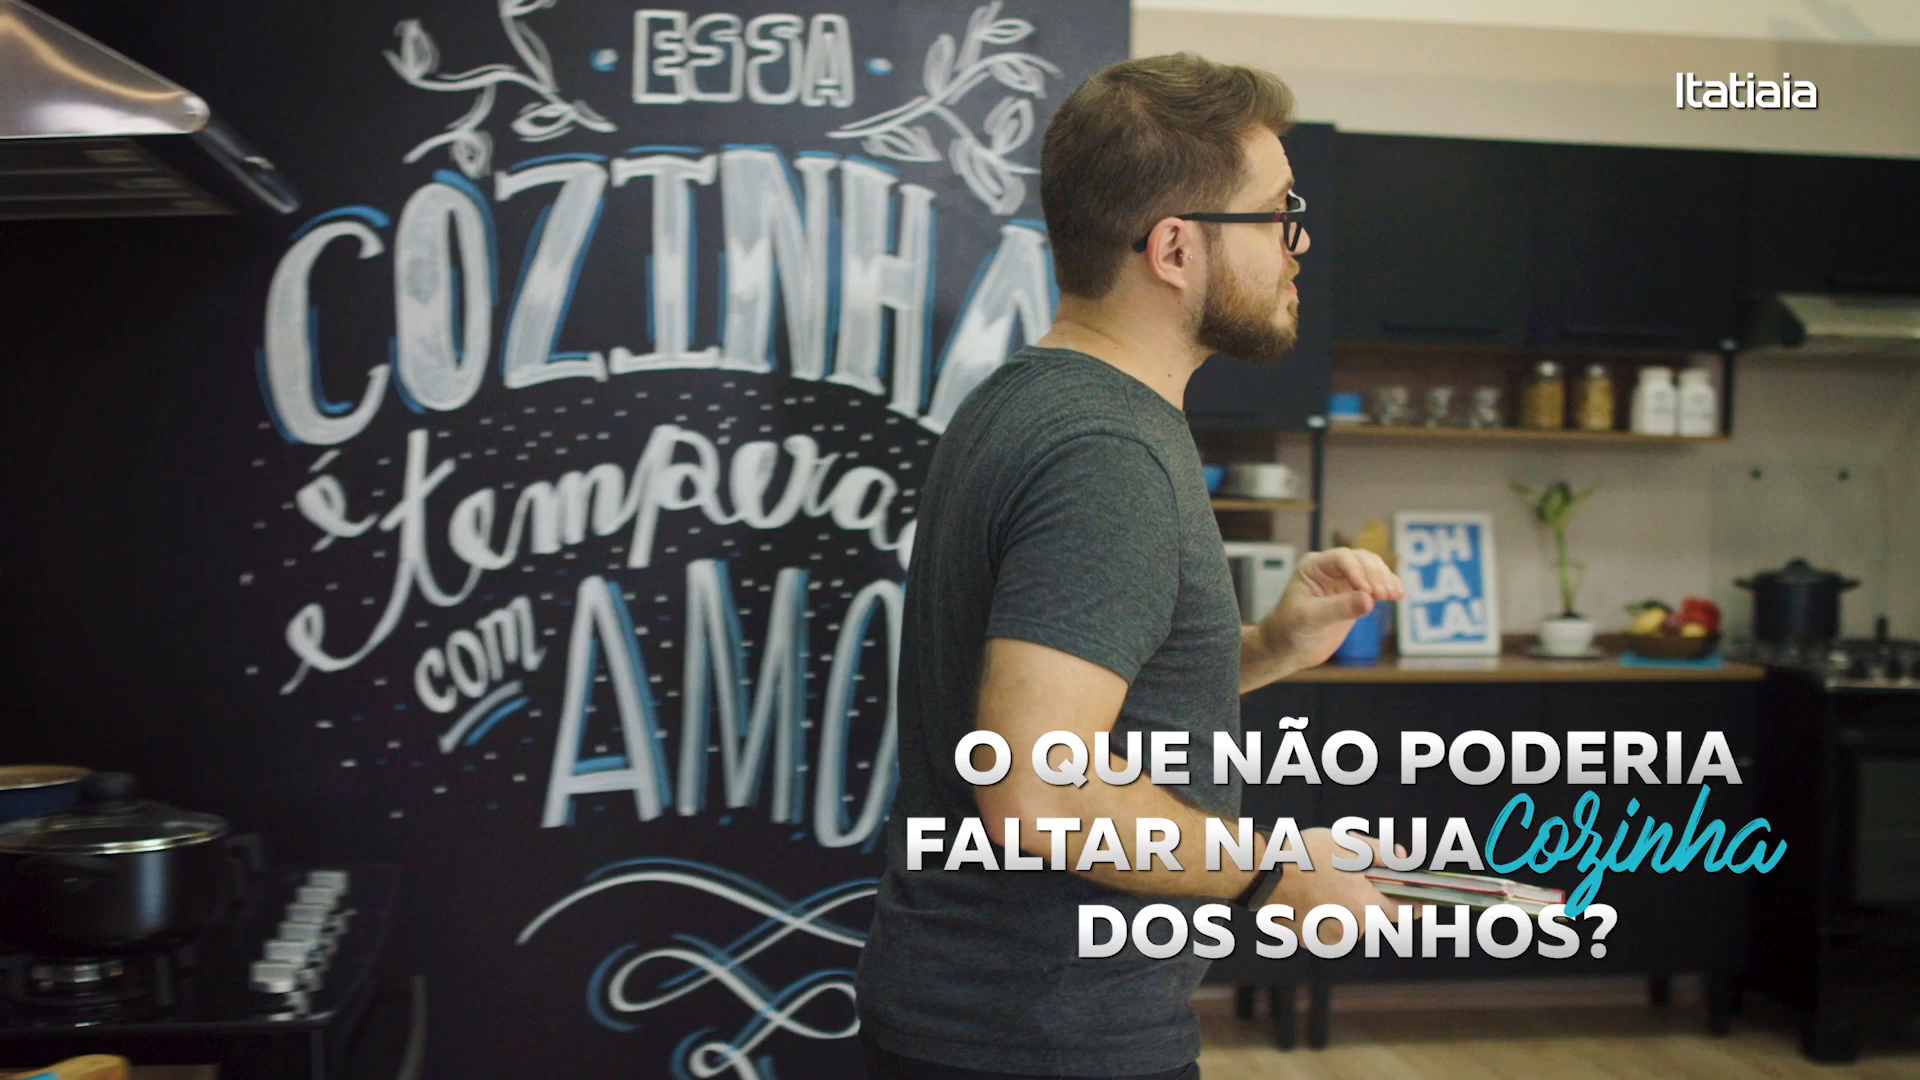 Itatiaia
ESSA
COZINHA
é tempera
com AMO
OH
LA
LA!
O QUE NÃO PODERIA
FALTAR NA SUA Cozinha
DOS SONHOS?